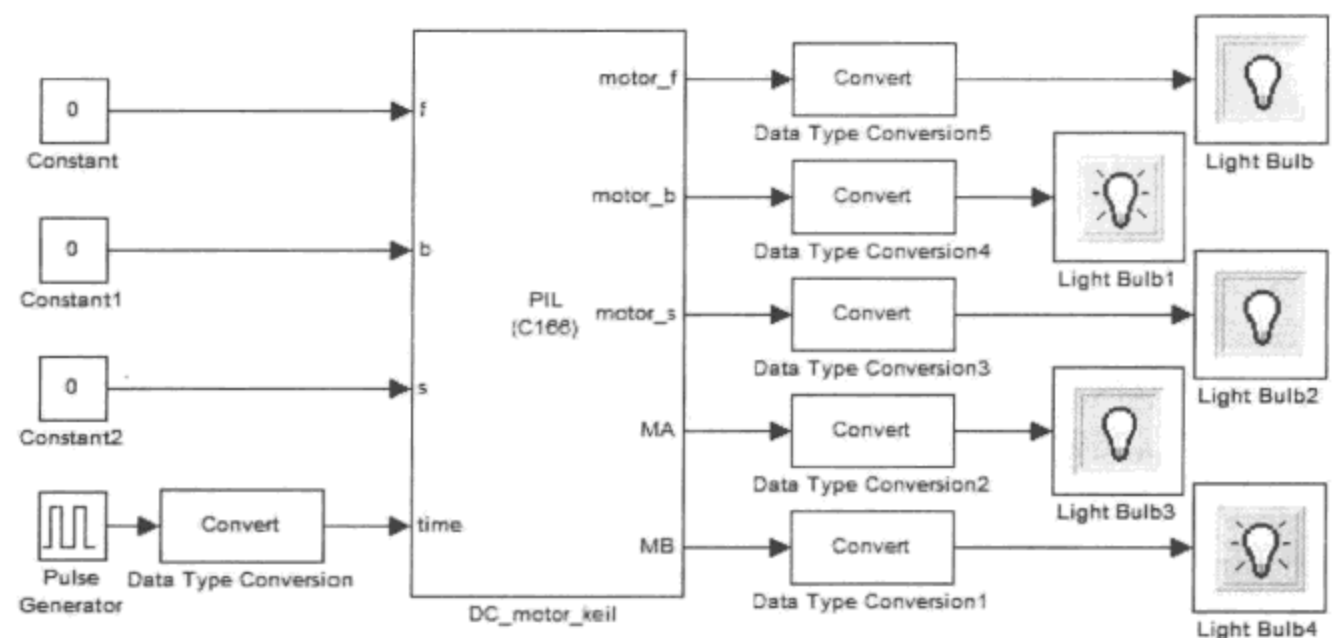 0
Constant
0
Constant1
0
Constant2
Pulse
Generator
Convert
Data Type Conversion
f
b
s
time
PIL
(C166)
motor_f
motor_b
motor_s
MA
MB
DC_motor_keil
Convert
Data Type Conversion5
Convert
Data Type Conversion4
Convert
Data Type Conversion3
Convert
Data Type Conversion2
Convert
Data Type Conversion1
Light Bulb
Light Bulb1
Light Bulb2
Light Bulb3
Light Bulb4